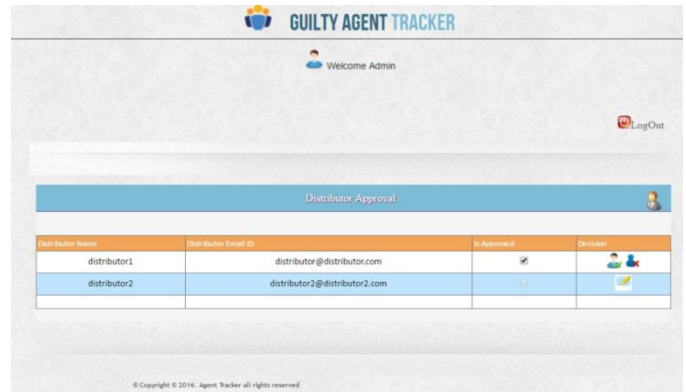 GUILTY AGENT TRACKER
Welcome Admin
LogOut
Distributor Approval
Distributor Name Distributor Email ID Is Approved Decision
distributor1 distributor@distributor.com
distributor2 distributor2@distributor2.com
© Copyright © 2016. Agent Tracker all rights reserved